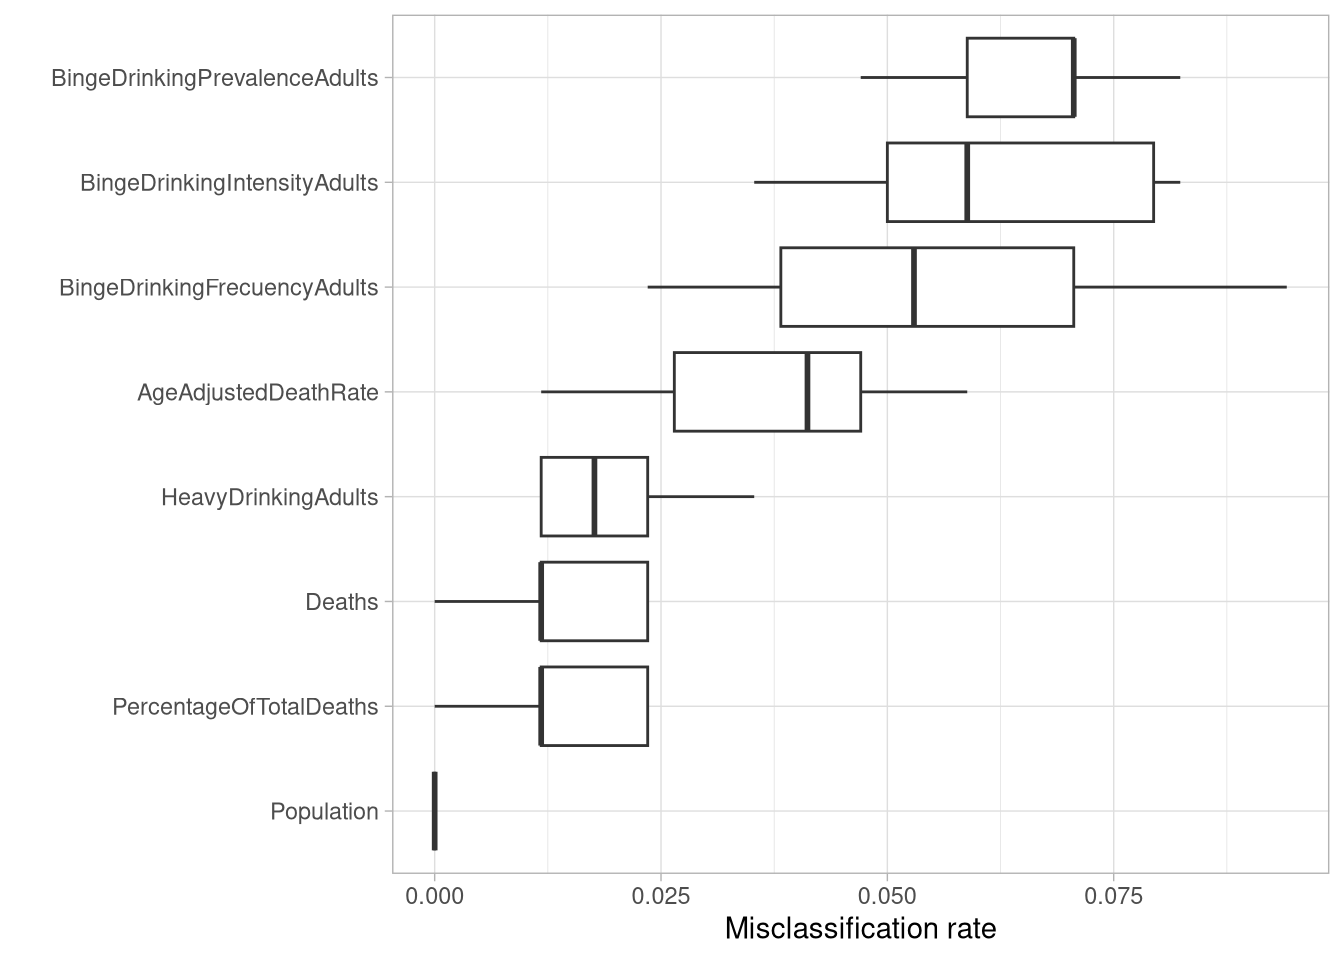 BingeDrinkingPrevalenceAdults
BingeDrinkingIntensityAdults
BingeDrinkingFrecuencyAdults
AgeAdjustedDeathRate
HeavyDrinkingAdults
Deaths
PercentageOfTotalDeaths
Population
0.000 0.025 0.050 0.075
Misclassification rate